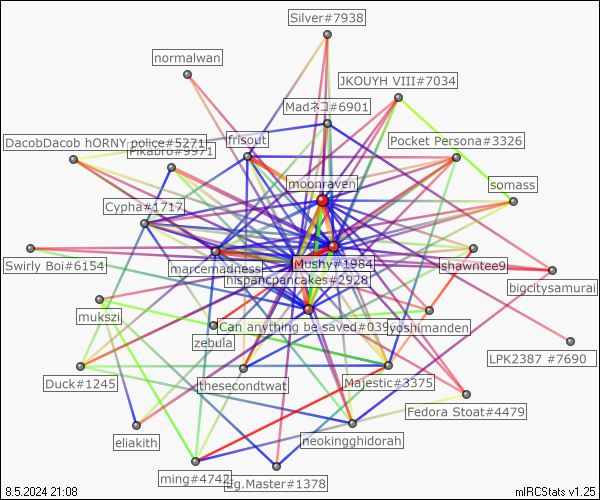 Silver#7938
normalwan
JKOUYH VIII#7034
Madネコ#6901
frisout
Pocket Persona#3326
DacobDacob hORNY police#5271
Pikabro#9971
moonraven
somass
Cypha#1717
Mushy#1984
shawntee9
Swirly Boi#6154
marcemadness
hispancpancakes#2928
bigcitysamurai
mukszi
Can anything be saved#039
yoshimanden
zebula
LPK2387 #7690
Duck#1245
thesecondtwat
Majestic#3375
Fedora Stoat#4479
eliakith
neokingghidorah
ming#4742
g.Master#1378
8.5.2024 21:08
mIRCStats v1.25